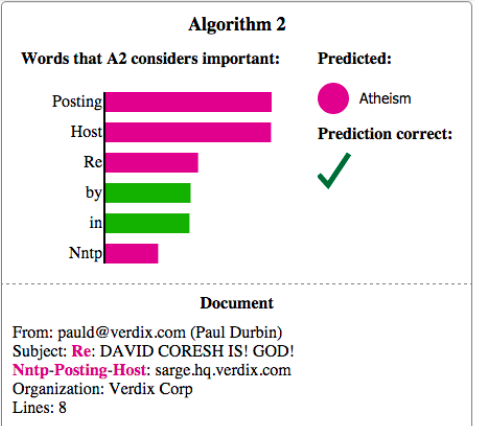 Algorithm 2
Words that A2 considers important:
Predicted:
Posting
Host
Re
by
in
Nntp
Atheism
Prediction correct:
Document
From: pauld@verdix.com (Paul Durbin)
Subject: Re: DAVID CORESH IS! GOD!
Nntp-Posting-Host: sarge.hq.verdix.com
Organization: Verdix Corp
Lines: 8